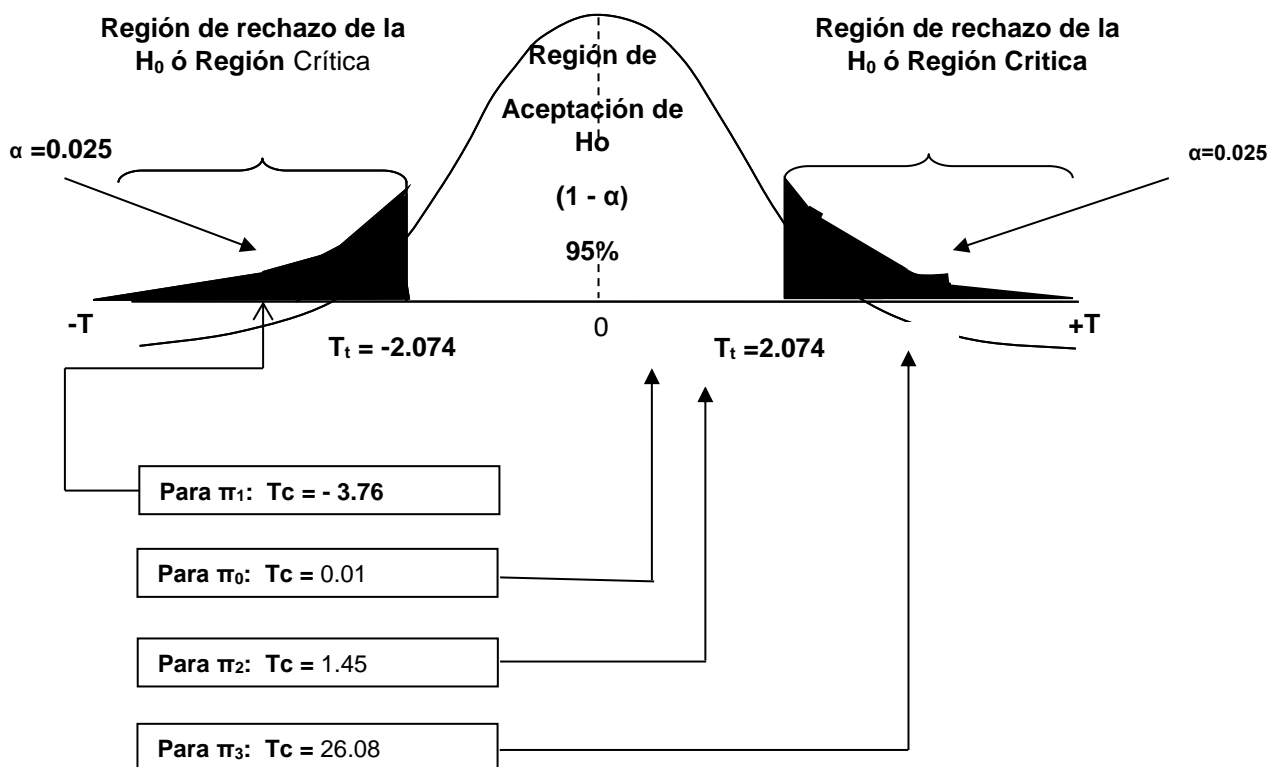 Región de rechazo de la
H₀ ó Región Crítica
Región de rechazo de la
H₀ ó Región Critica
Región de
Aceptación de
Ho
(1 - α)
95%
α =0.025
α=0.025
-T
0
+T
Tₜ = -2.074
Tₜ =2.074
Para π₁: Tc = - 3.76
Para π₀: Tc = 0.01
Para π₂: Tc = 1.45
Para π₃: Tc = 26.08